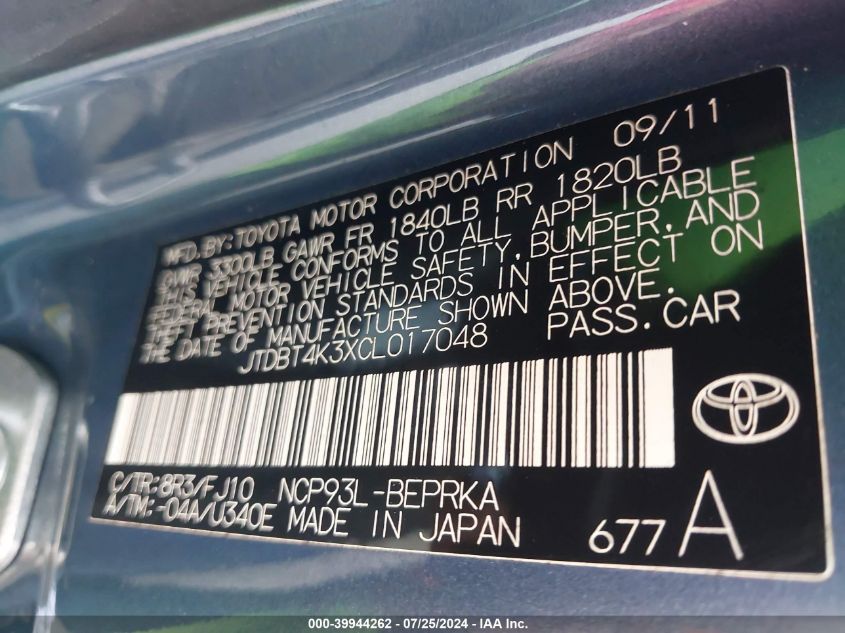 MFD. BY: TOYOTA MOTOR CORPORATION 09/11
GVWR 3300LB GAWR FR 1840LB RR 1820LB
THIS VEHICLE CONFORMS TO ALL APPLICABLE
FEDERAL MOTOR VEHICLE SAFETY, BUMPER, AND
THEFT PREVENTION STANDARDS IN EFFECT ON
THE DATE OF MANUFACTURE SHOWN ABOVE.
JTDBT4K3XCL017048 PASS. CAR
C/TR: 8R3/FJ10 NCP93L-BEPRKA
A/TM: -04A/U340E MADE IN JAPAN 677 A
000-39944262 - 07/25/2024 - IAA Inc.